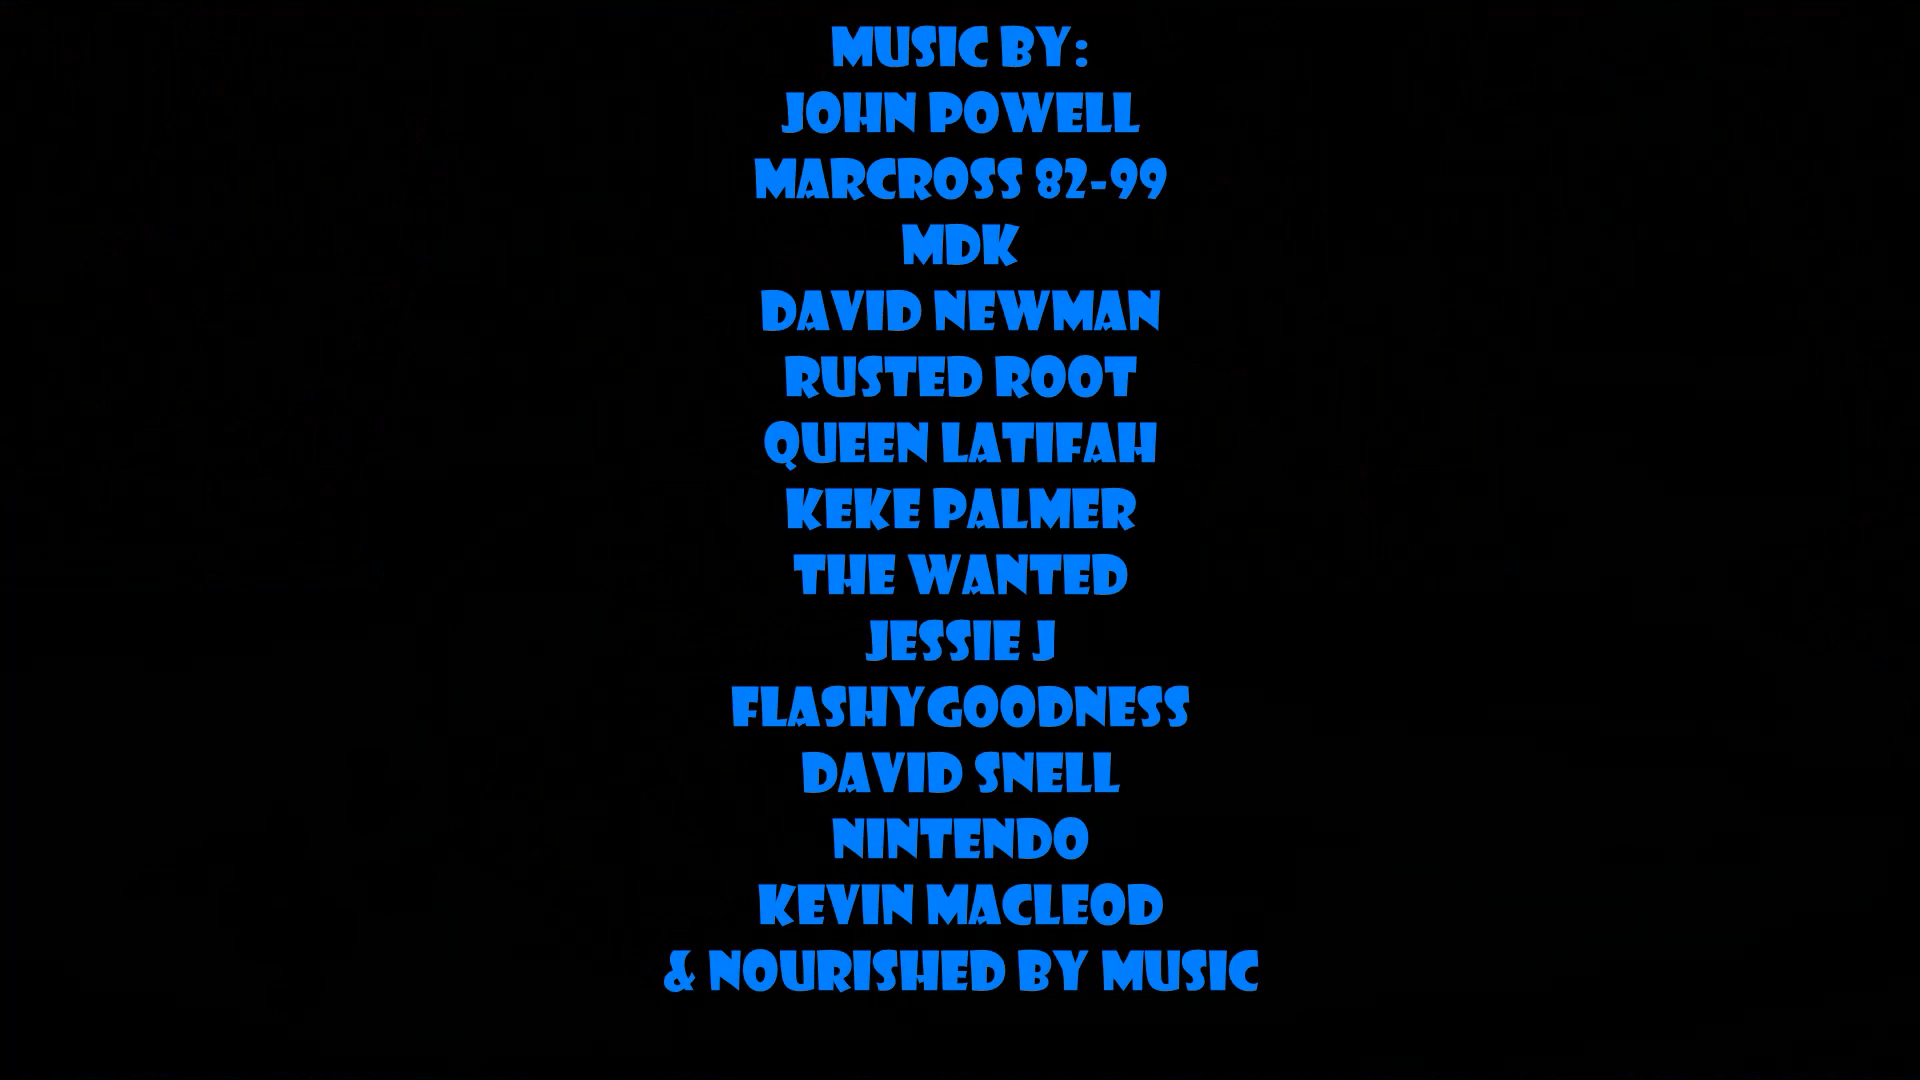 MUSIC BY:
JOHN POWELL
MARCROSS 82-99
MDK
DAVID NEWMAN
RUSTED ROOT
QUEEN LATIFAH
KEKE PALMER
THE WANTED
JESSIE J
FLASHYGOODNESS
DAVID SNELL
NINTENDO
KEVIN MACLEOD
& NOURISHED BY MUSIC